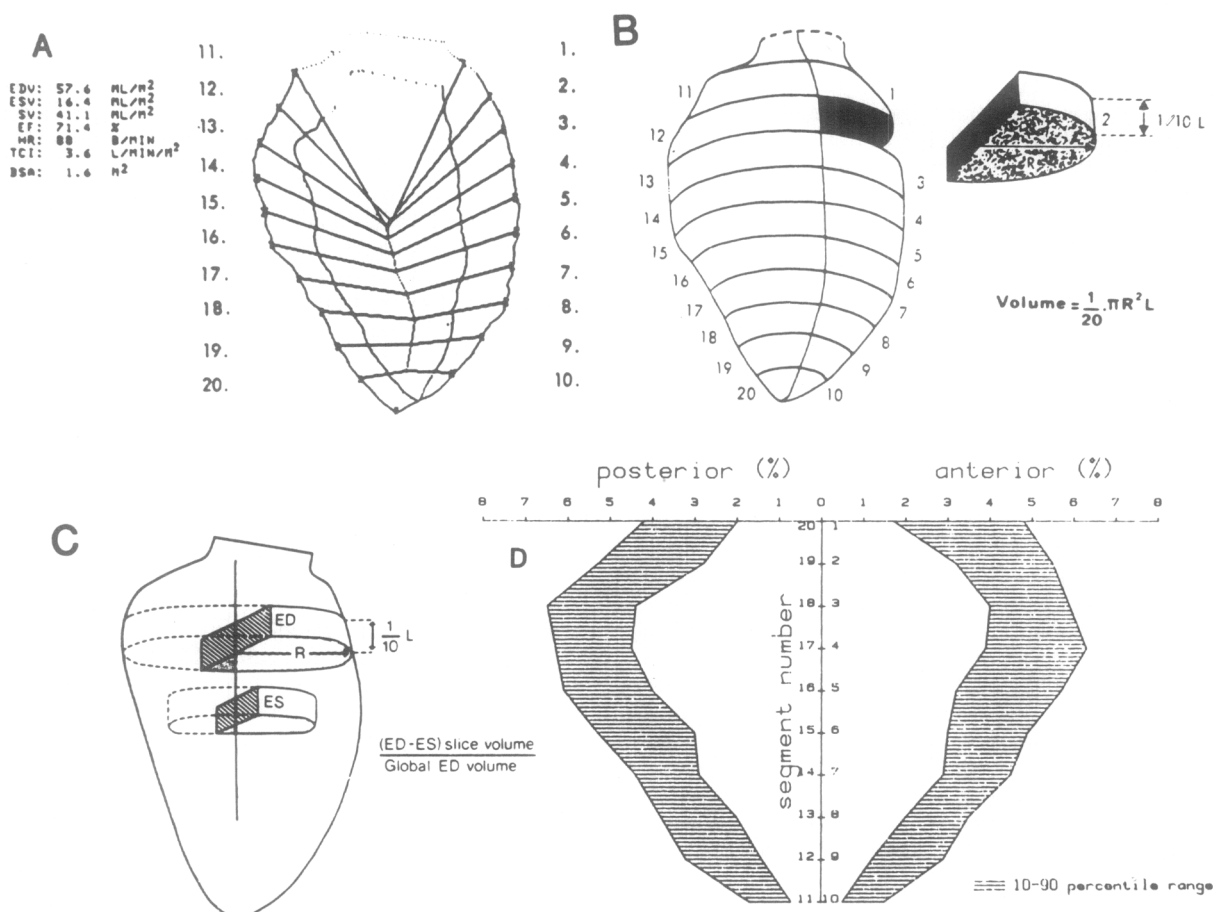 A
EDV: 57.6 ML/M²
ESV: 16.4 ML/M²
SV: 41.1 ML/M²
EF: 71.4 %
HR: 88 B/MIN
TCI: 3.6 L/MIN/M²
BSA: 1.6 M²
11.
12.
13.
14.
15.
16.
17.
18.
19.
20.
1.
2.
3.
4.
5.
6.
7.
8.
9.
10.
B
11
12
13
14
15
16
17
18
19
20
1
3
4
5
6
7
8
9
10
2
1/10 L
R
Volume = 1/20 . πR² L
C
ED
R
1/10 L
ES
(ED-ES) slice volume
Global ED volume
D
posterior (%) anterior (%)
8 7 6 5 4 3 2 1 0 1 2 3 4 5 6 7 8
segment number
20 1
19 2
18 3
17 4
16 5
15 6
14 7
13 8
12 9
11 10
10-90 percentile range